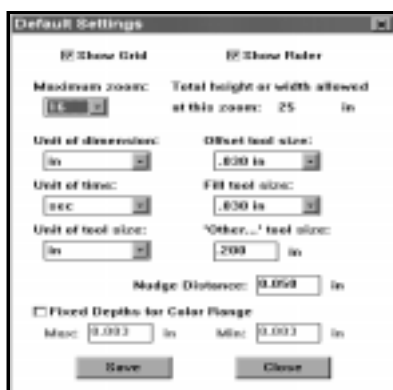 Default Settings
Show Grid Show Ruler
Maximum zoom: Total height or width allowed
16 at this zoom: 25 in
Unit of dimension: Offset tool size:
in .030 in
Unit of time: Fill tool size:
sec .030 in
Unit of tool size: 'Other...' tool size:
in .200 in
Nudge Distance: 0.050 in
Fixed Depths for Color Range
Max: 0.003 in Min: 0.003 in
Save Close